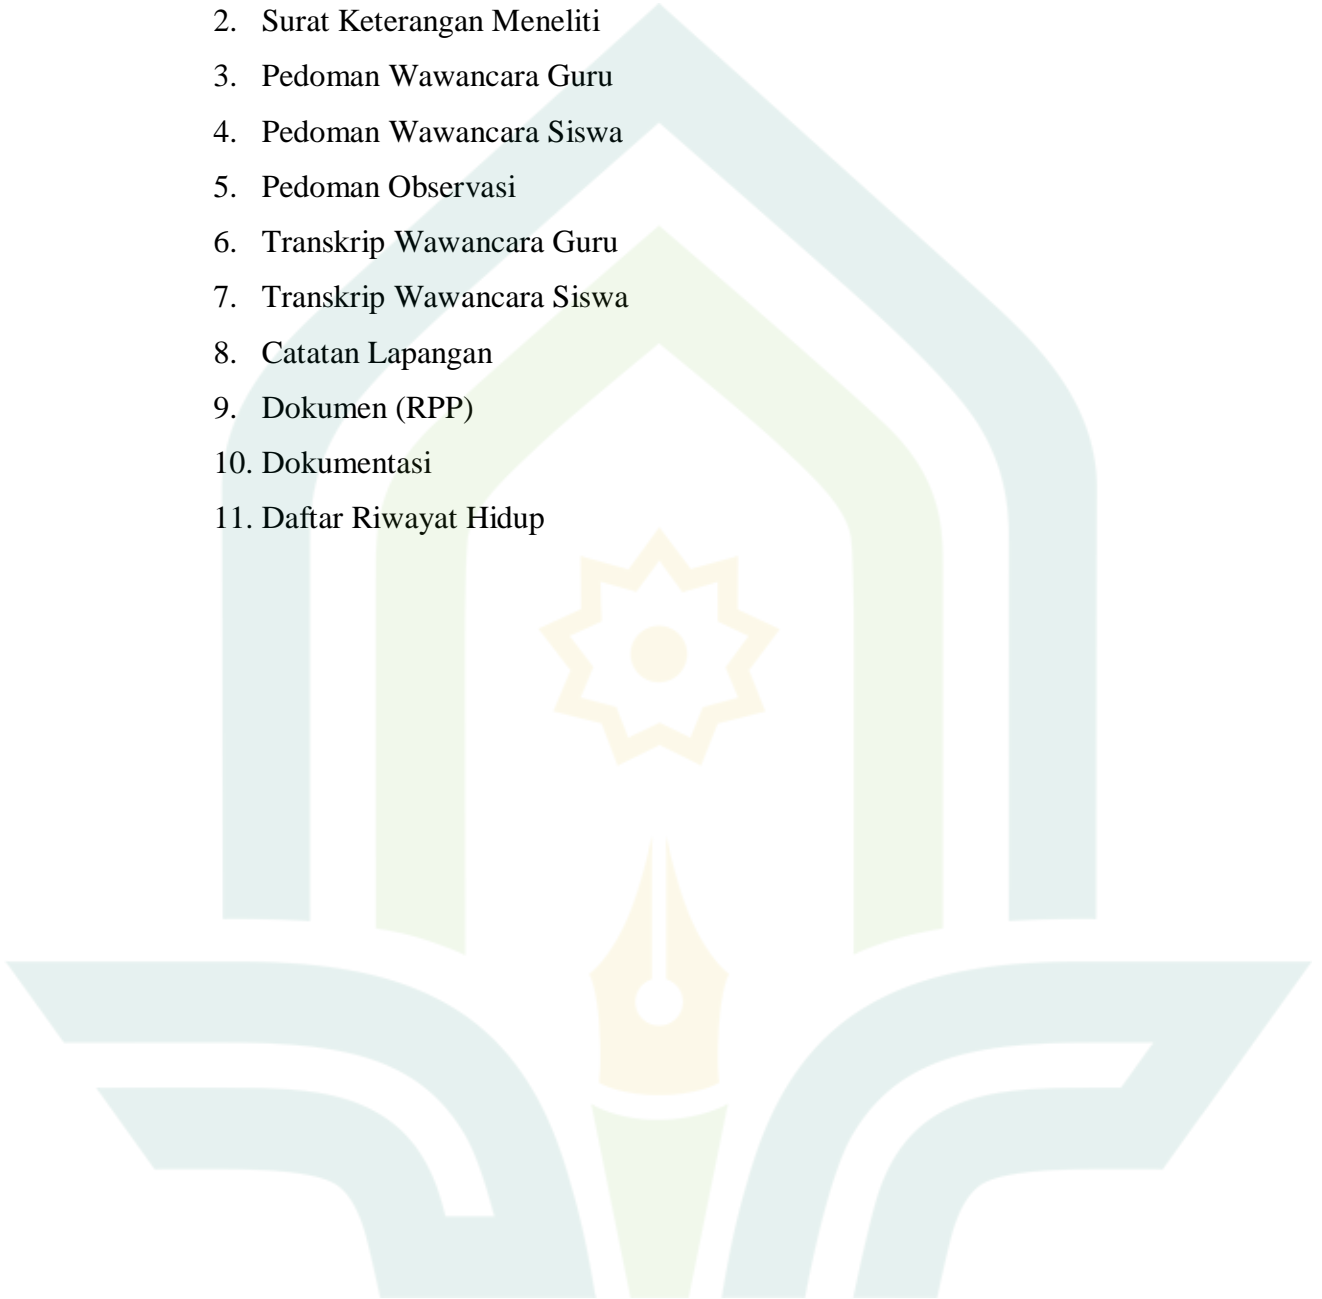 2. Surat Keterangan Meneliti
3. Pedoman Wawancara Guru
4. Pedoman Wawancara Siswa
5. Pedoman Observasi
6. Transkrip Wawancara Guru
7. Transkrip Wawancara Siswa
8. Catatan Lapangan
9. Dokumen (RPP)
10. Dokumentasi
11. Daftar Riwayat Hidup